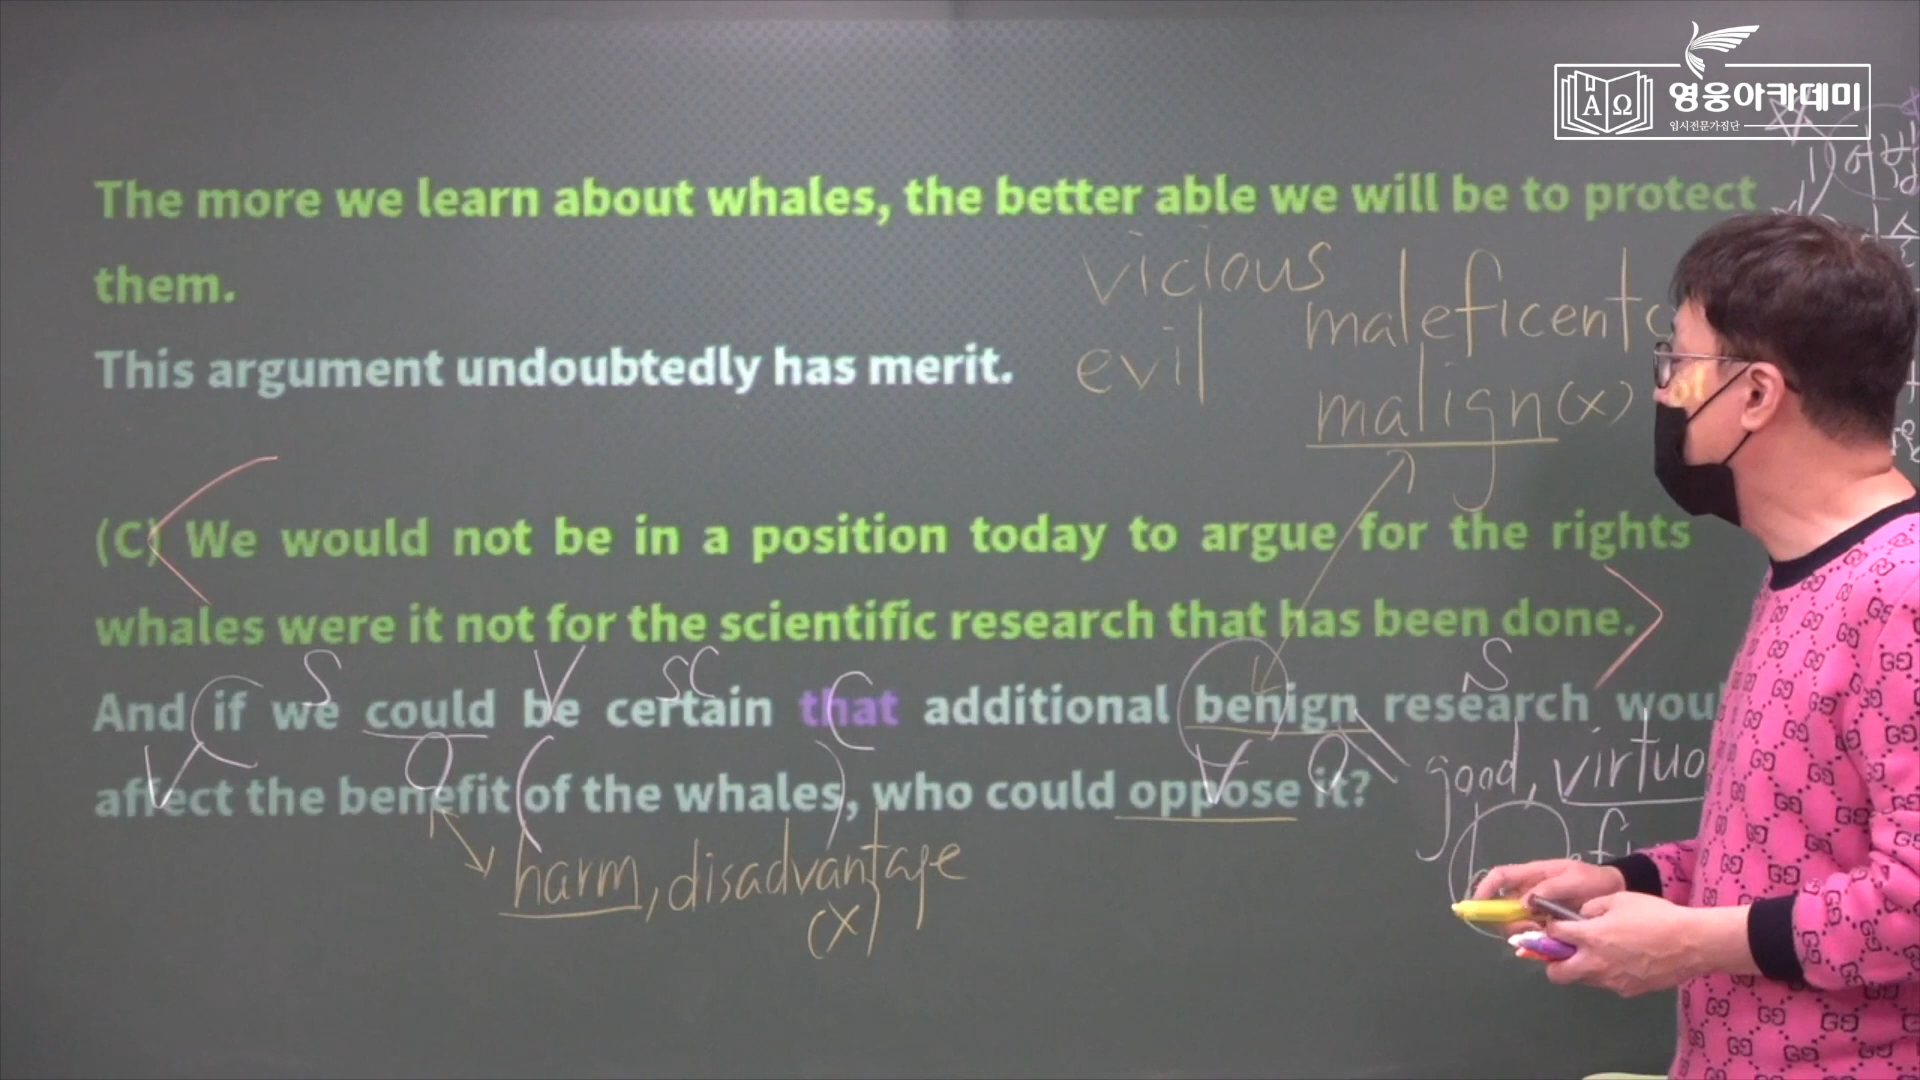 영웅아카데미
입시전문가집단
AΩ
The more we learn about whales, the better able we will be to protect
them.
This argument undoubtedly has merit.
vicious
maleficent
evil
malign(x)
(C) We would not be in a position today to argue for the rights
whales were it not for the scientific research that has been done.
S V SC C S
And if we could be certain that additional benign research
V O V O
affect the benefit of the whales, who could oppose it?
good,
harm, disadvantage
(x)